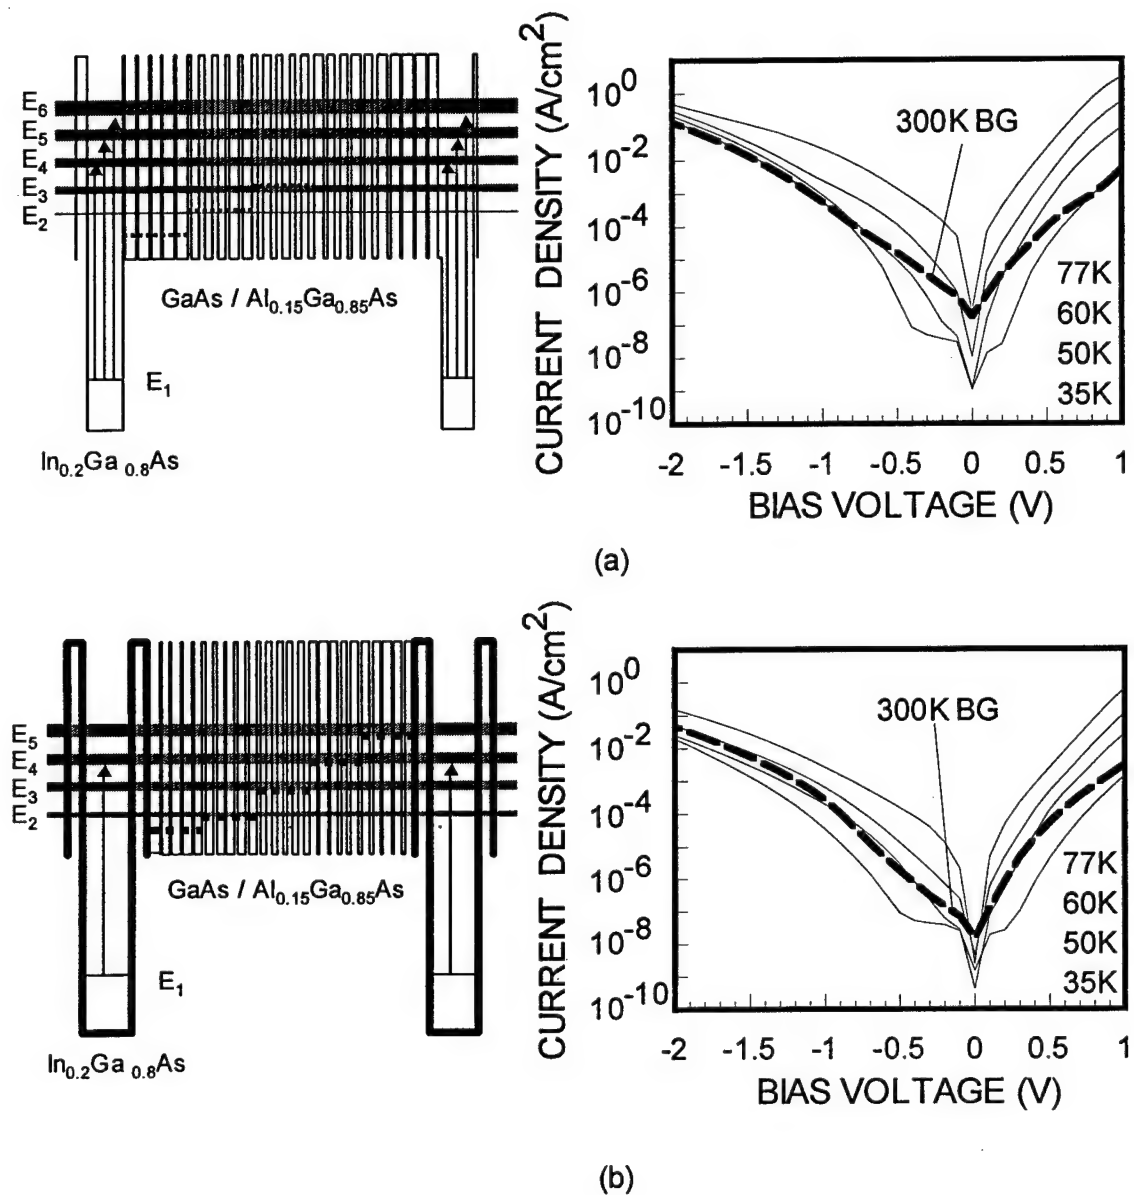 E6
E5
E4
E3
E2
GaAs / Al0.15Ga0.85As
E1
In0.2Ga 0.8As
CURRENT DENSITY (A/cm2)
100
10-2
10-4
10-6
10-8
10-10
300K BG
77K
60K
50K
35K
-2 -1.5 -1 -0.5 0 0.5 1
BIAS VOLTAGE (V)
(a)
E5
E4
E3
E2
GaAs / Al0.15Ga0.85As
E1
In0.2Ga 0.8As
CURRENT DENSITY (A/cm2)
100
10-2
10-4
10-6
10-8
10-10
300K BG
77K
60K
50K
35K
-2 -1.5 -1 -0.5 0 0.5 1
BIAS VOLTAGE (V)
(b)